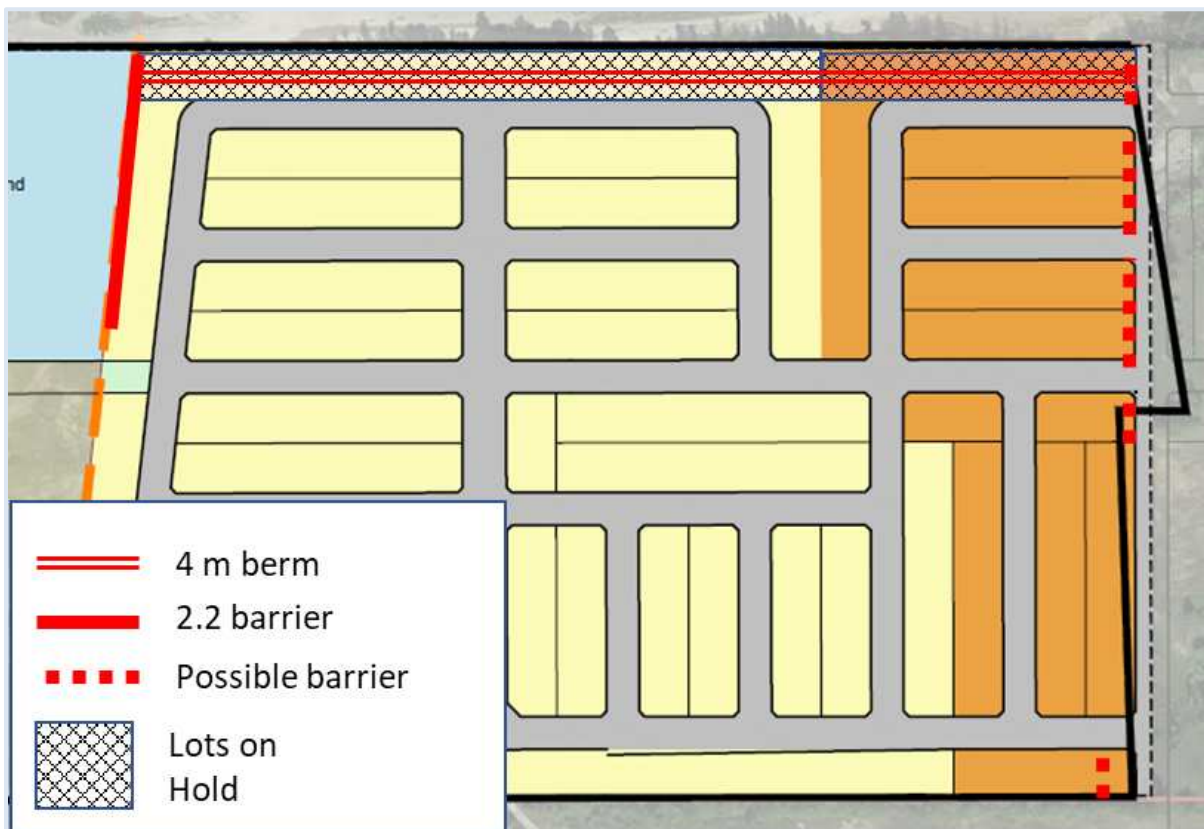 nd
4 m berm
2.2 barrier
Possible barrier
Lots on
Hold